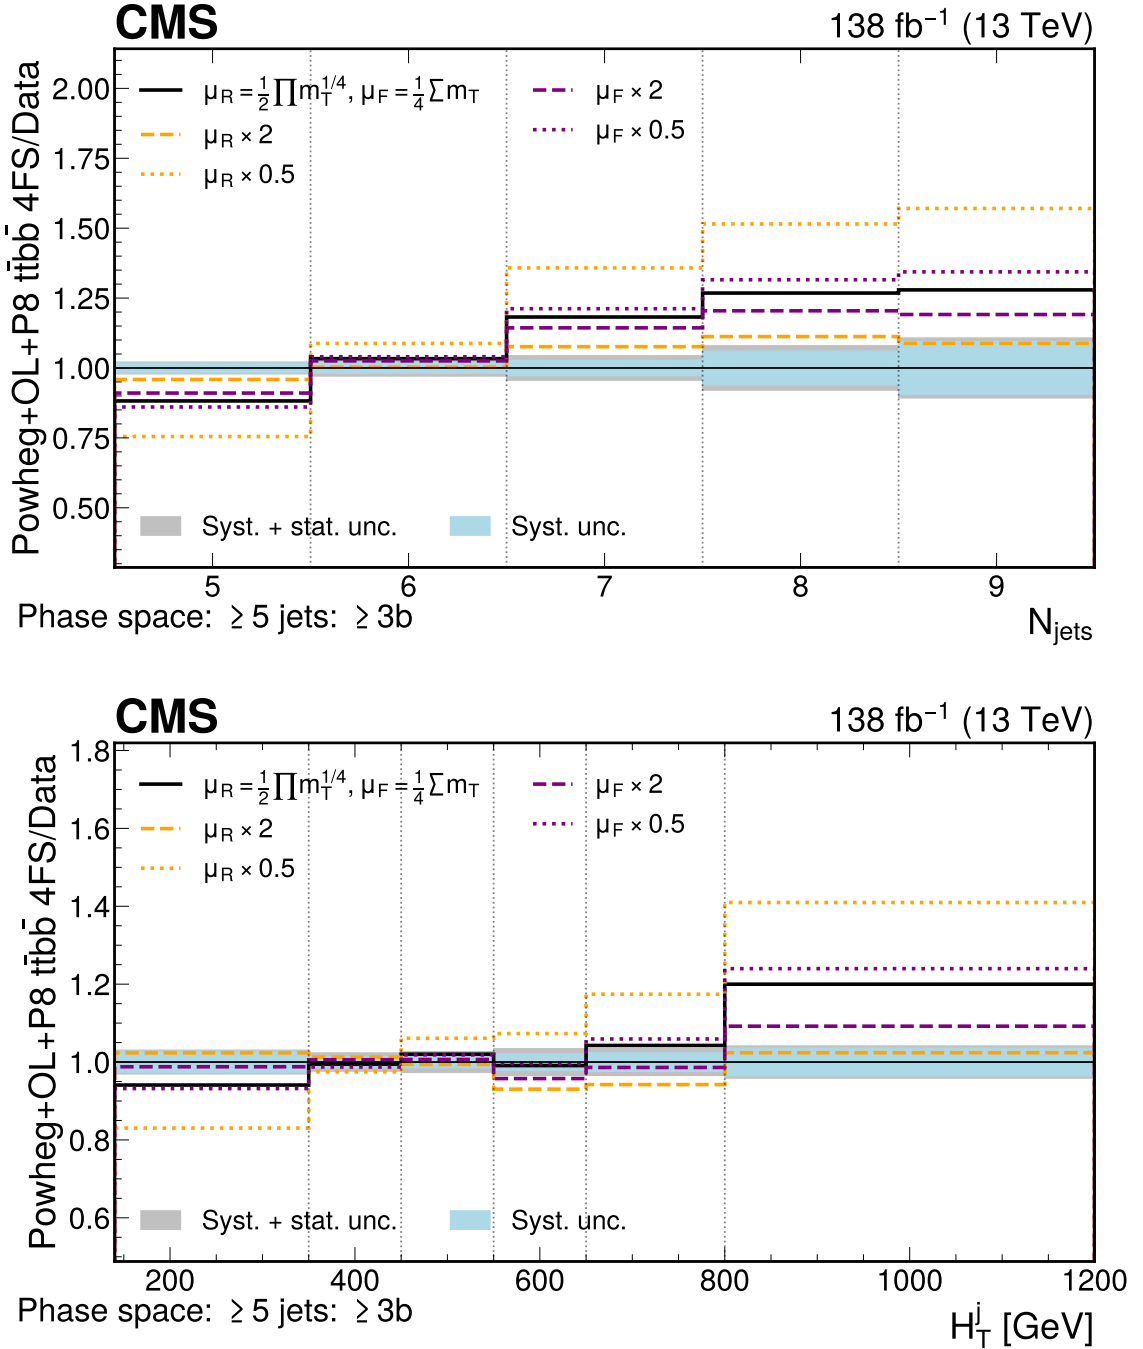 CMS 138 fb⁻¹ (13 TeV)
Powheg+OL+P8 tt̄bb̄ 4FS/Data
μR = ½∏mT^1/4, μF = ¼∑mT
μR × 2
μR × 0.5
μF × 2
μF × 0.5
2.00
1.75
1.50
1.25
1.00
0.75
0.50
Syst. + stat. unc. Syst. unc.
5 6 7 8 9
Phase space: ≥ 5 jets: ≥ 3b
Njets
CMS 138 fb⁻¹ (13 TeV)
Powheg+OL+P8 tt̄bb̄ 4FS/Data
μR = ½∏mT^1/4, μF = ¼∑mT
μR × 2
μR × 0.5
μF × 2
μF × 0.5
1.8
1.6
1.4
1.2
1.0
0.8
0.6
Syst. + stat. unc. Syst. unc.
200 400 600 800 1000 1200
Phase space: ≥ 5 jets: ≥ 3b
HT^j [GeV]